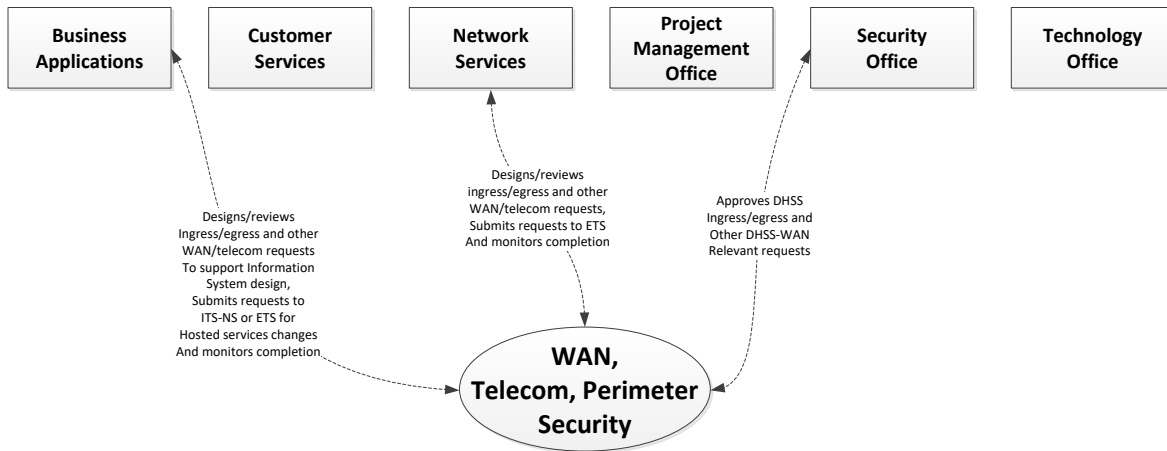 Business
Applications
Customer
Services
Network
Services
Project
Management
Office
Security
Office
Technology
Office
Designs/reviews
Ingress/egress and other
WAN/telecom requests
To support Information
System design,
Submits requests to
ITS-NS or ETS for
Hosted services changes
And monitors completion
Designs/reviews
ingress/egress and other
WAN/telecom requests,
Submits requests to ETS
And monitors completion
Approves DHSS
Ingress/egress and
Other DHSS-WAN
Relevant requests
WAN,
Telecom, Perimeter
Security